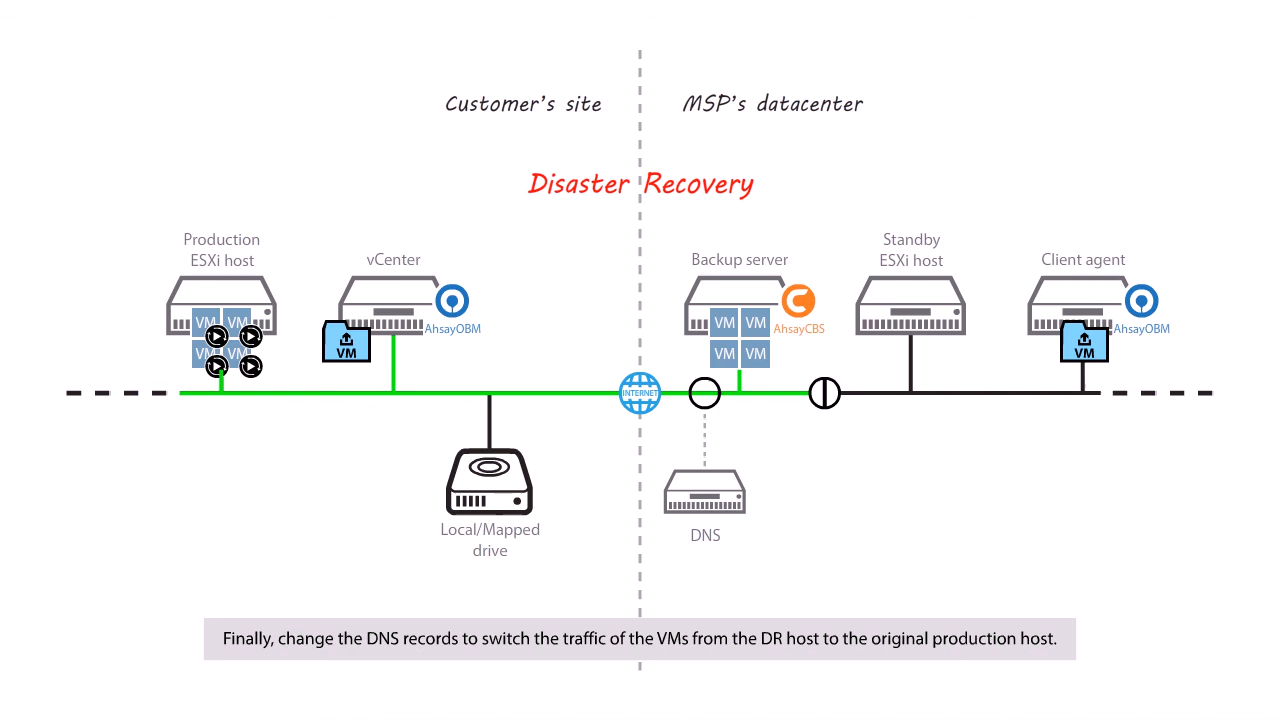 Customer's site
MSP's datacenter
Disaster Recovery
Production
ESXi host
vCenter
Backup server
Standby
ESXi host
Client agent
VM VM
VM VM
AhsayOBM
VM
VM VM
VM VM
AhsayCBS
AhsayOBM
VM
INTERNET
Local/Mapped
drive
DNS
Finally, change the DNS records to switch the traffic of the VMs from the DR host to the original production host.